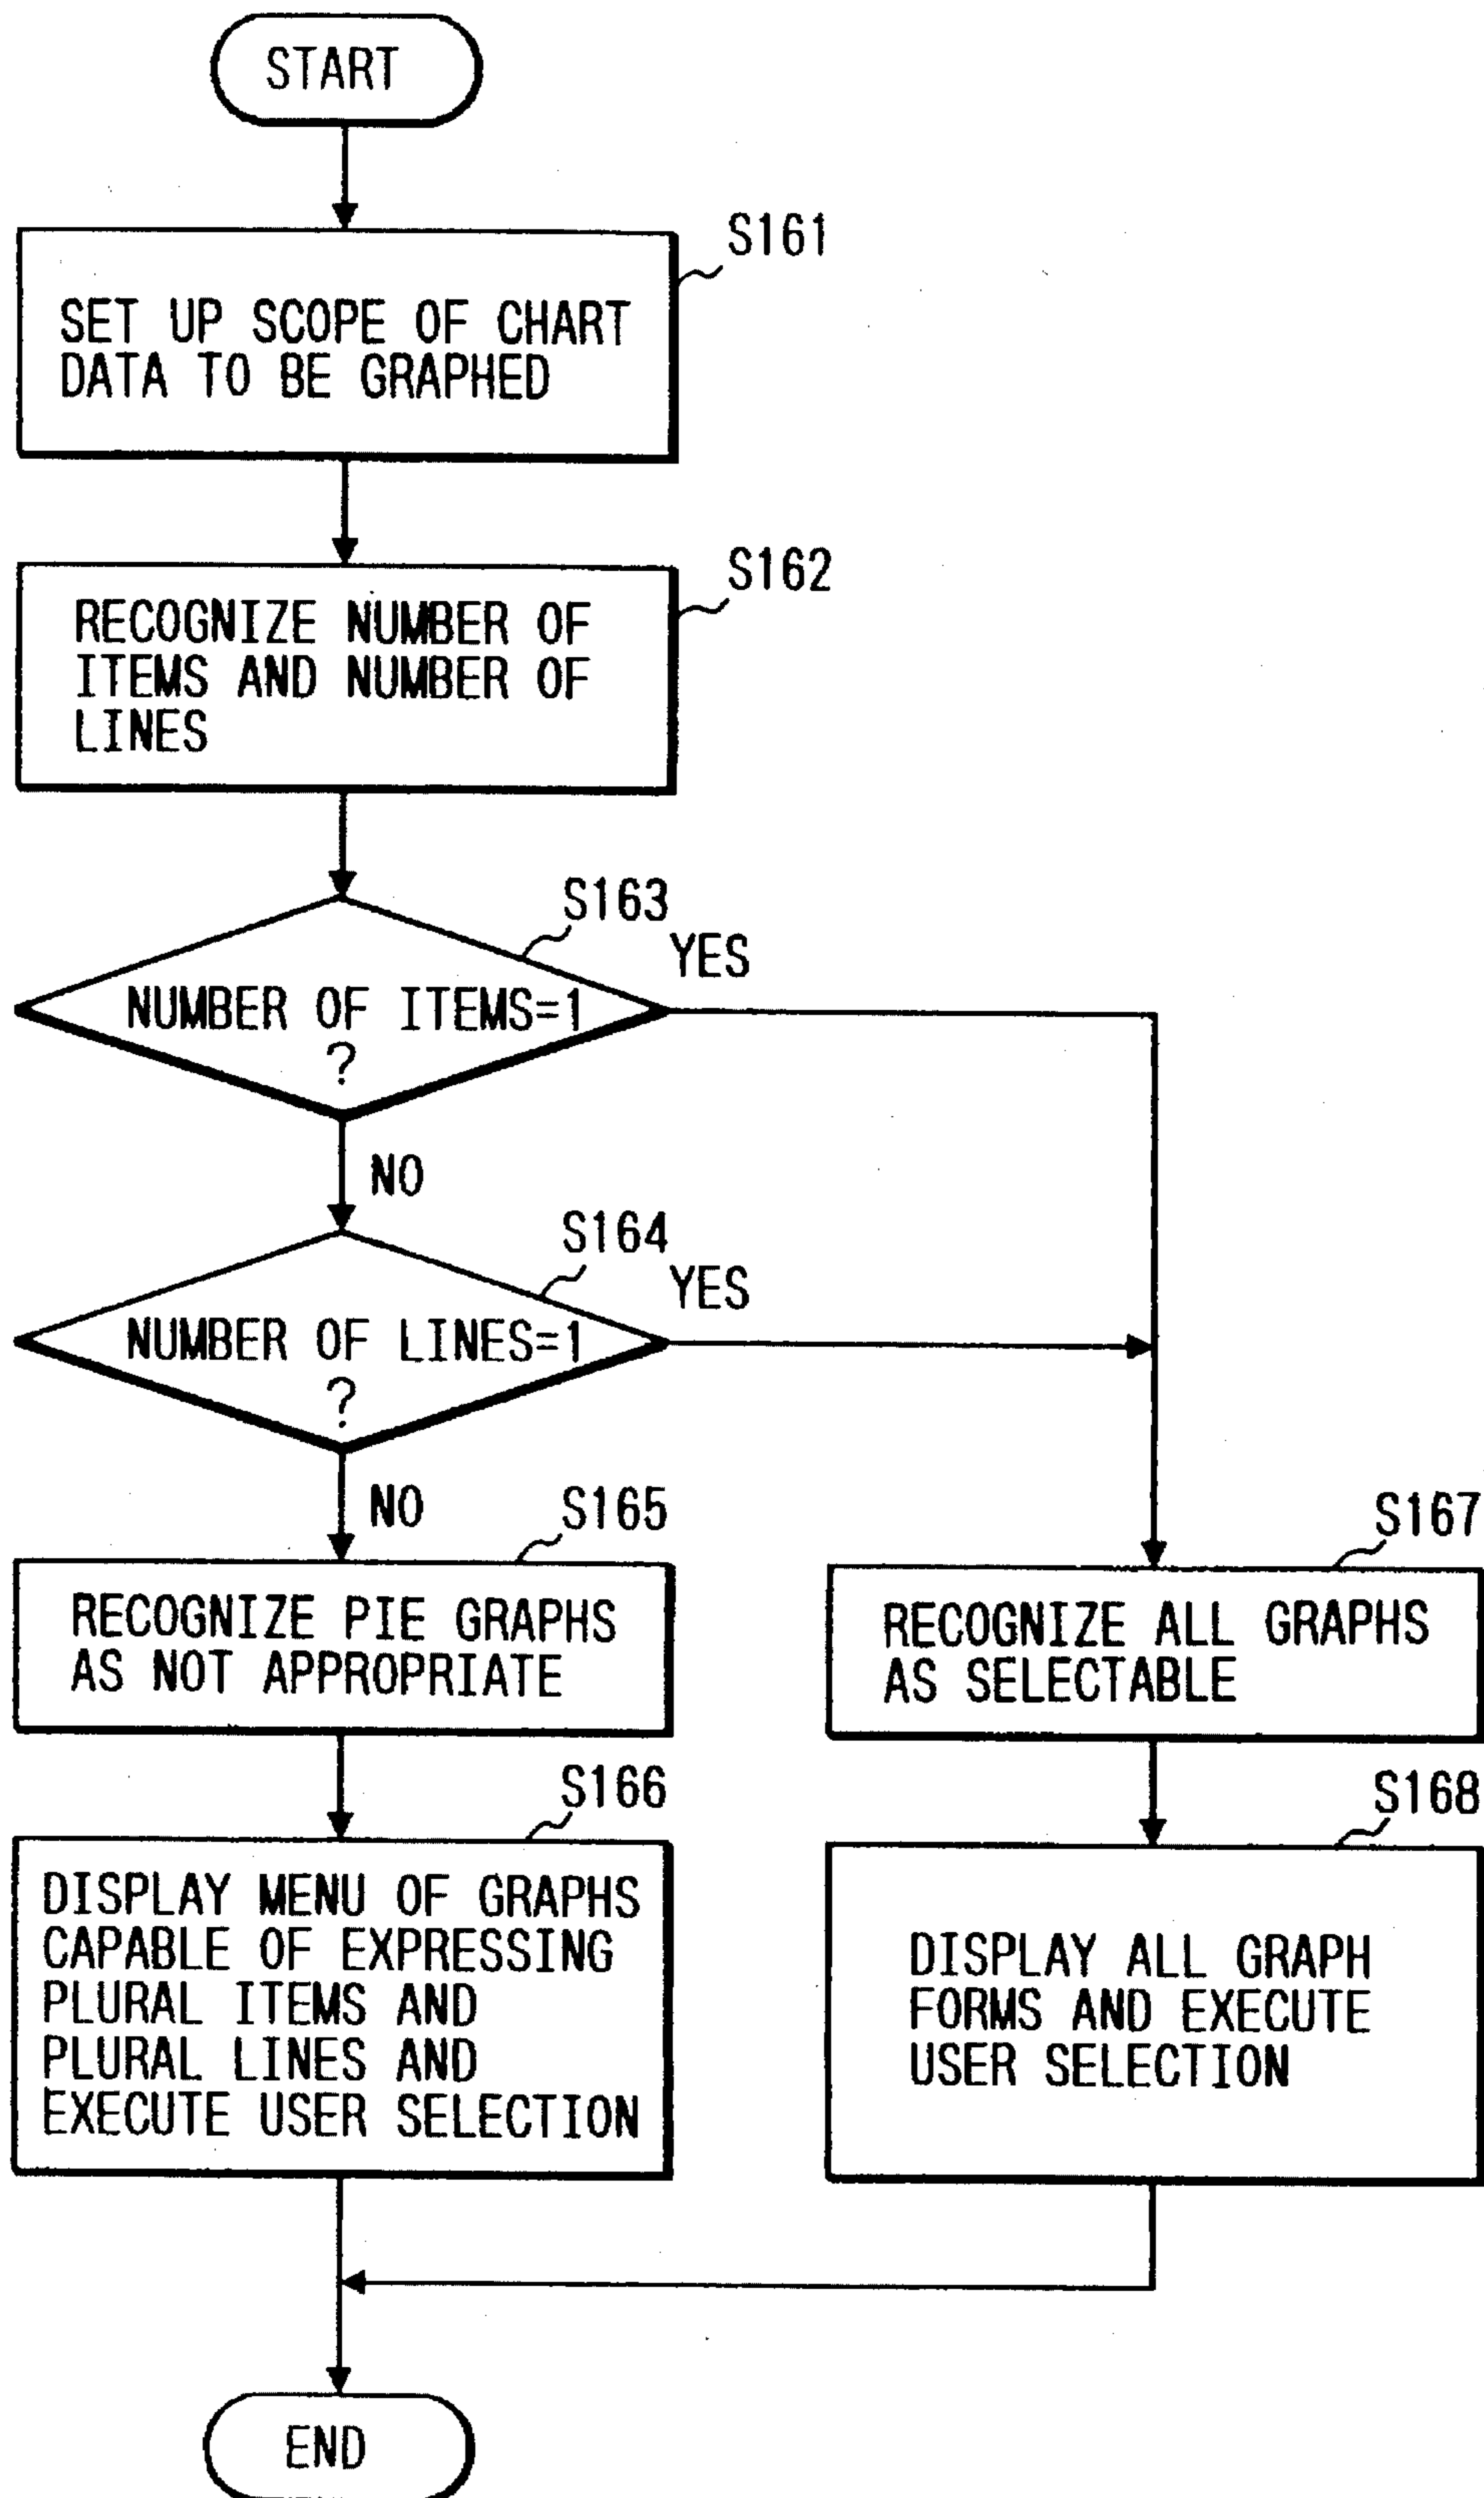 START
S161
SET UP SCOPE OF CHART
DATA TO BE GRAPHED
S162
RECOGNIZE NUMBER OF
ITEMS AND NUMBER OF
LINES
S163
YES
NUMBER OF ITEMS=1
?
NO
S164
YES
NUMBER OF LINES=1
?
NO
S165
RECOGNIZE PIE GRAPHS
AS NOT APPROPRIATE
S167
RECOGNIZE ALL GRAPHS
AS SELECTABLE
S166
DISPLAY MENU OF GRAPHS
CAPABLE OF EXPRESSING
PLURAL ITEMS AND
PLURAL LINES AND
EXECUTE USER SELECTION
S168
DISPLAY ALL GRAPH
FORMS AND EXECUTE
USER SELECTION
END